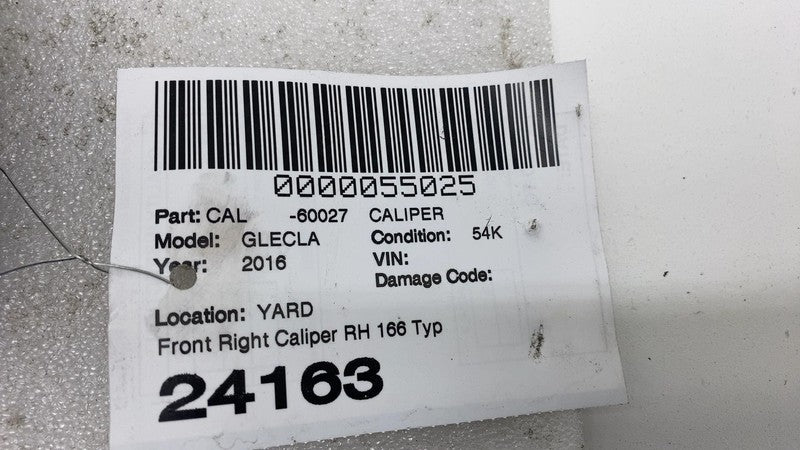 0000055025
Part: CAL -60027 CALIPER
Model: GLECLA Condition: 54K
Year: 2016 VIN:
Damage Code:
Location: YARD
Front Right Caliper RH 166 Typ
24163